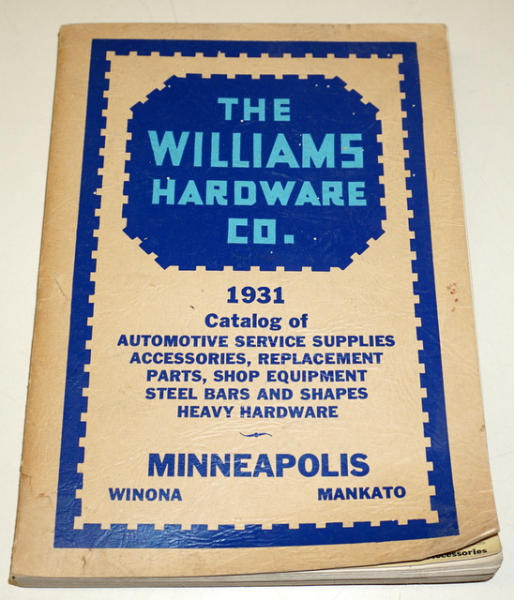 THE
WILLIAMS
HARDWARE
CO.
1931
Catalog of
AUTOMOTIVE SERVICE SUPPLIES
ACCESSORIES, REPLACEMENT
PARTS, SHOP EQUIPMENT
STEEL BARS AND SHAPES
HEAVY HARDWARE
MINNEAPOLIS
WINONA MANKATO